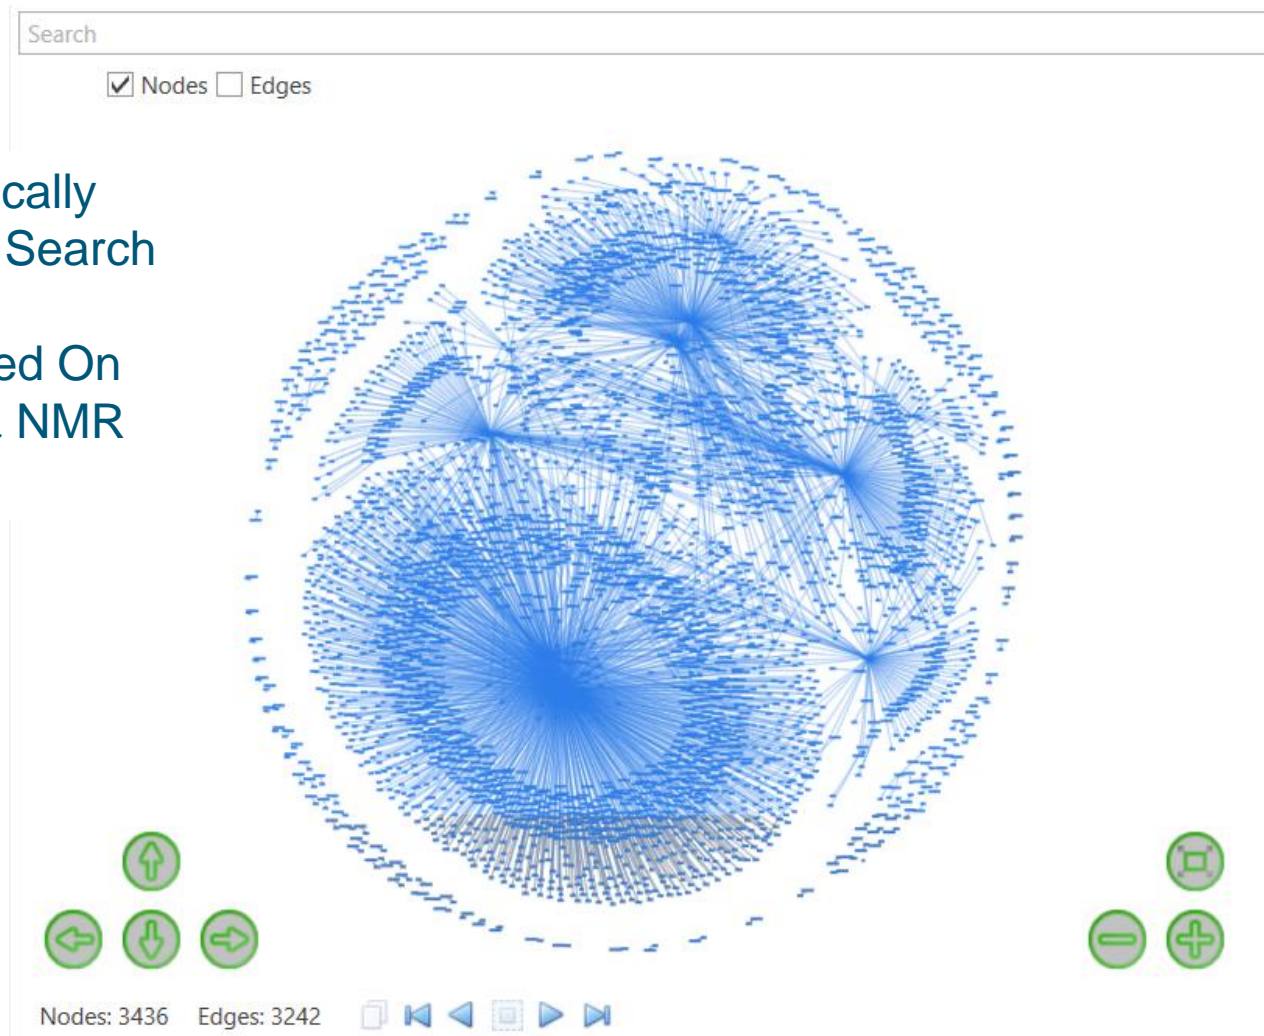 Search
Nodes Edges
cally
Search
ed On
NMR
Nodes: 3436 Edges: 3242